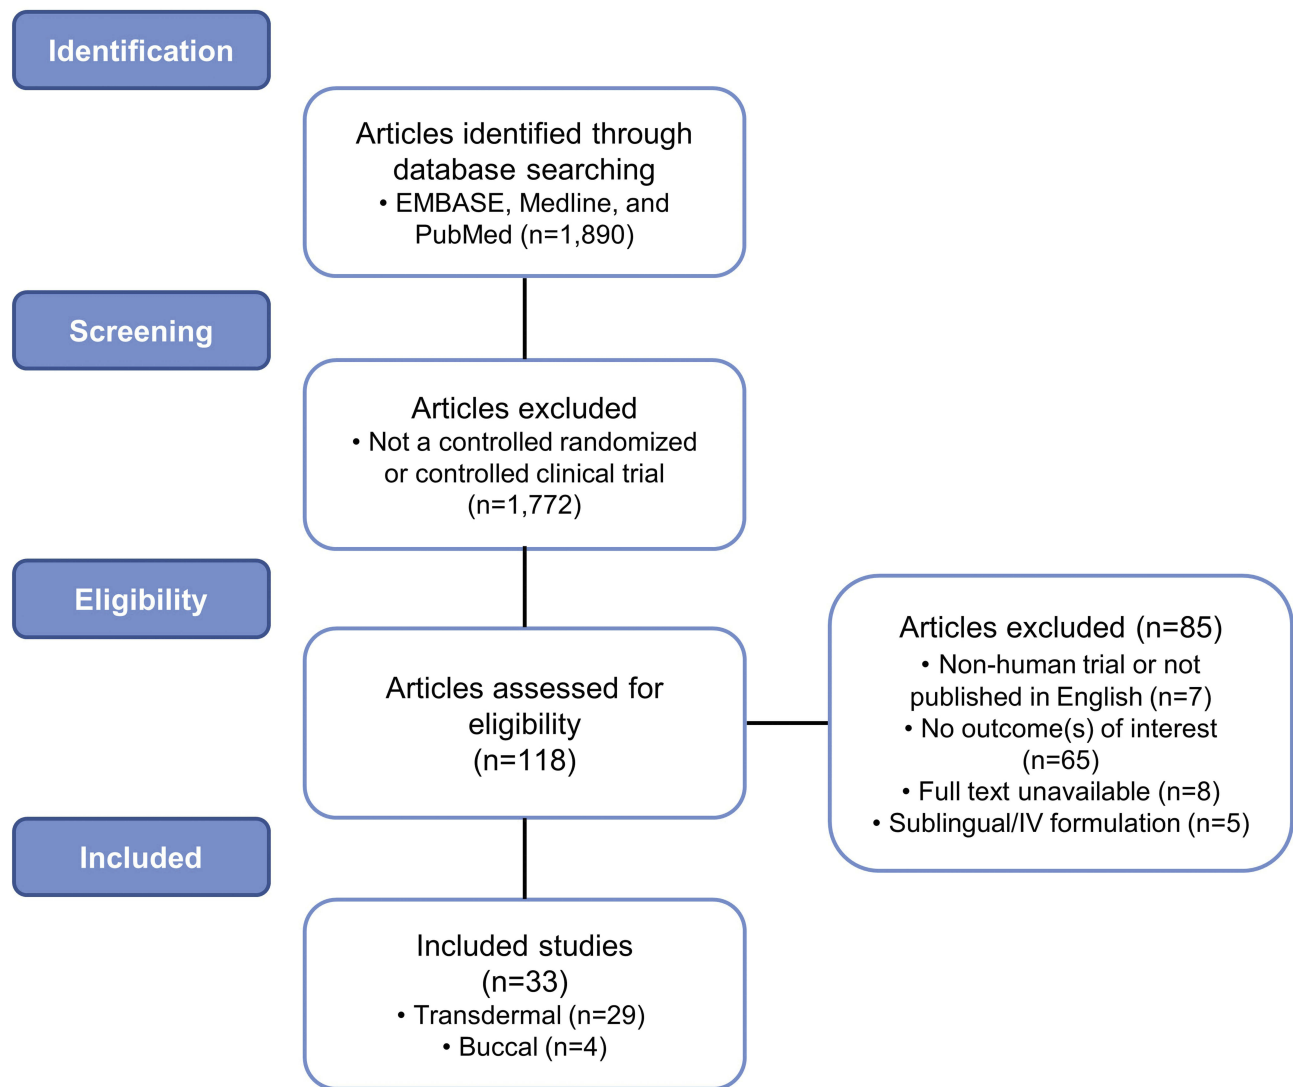 Identification
Articles identified through
database searching
• EMBASE, Medline, and
PubMed (n=1,890)
Screening
Articles excluded
• Not a controlled randomized
or controlled clinical trial
(n=1,772)
Eligibility
Articles assessed for
eligibility
(n=118)
Articles excluded (n=85)
• Non-human trial or not
published in English (n=7)
• No outcome(s) of interest
(n=65)
• Full text unavailable (n=8)
• Sublingual/IV formulation (n=5)
Included
Included studies
(n=33)
• Transdermal (n=29)
• Buccal (n=4)